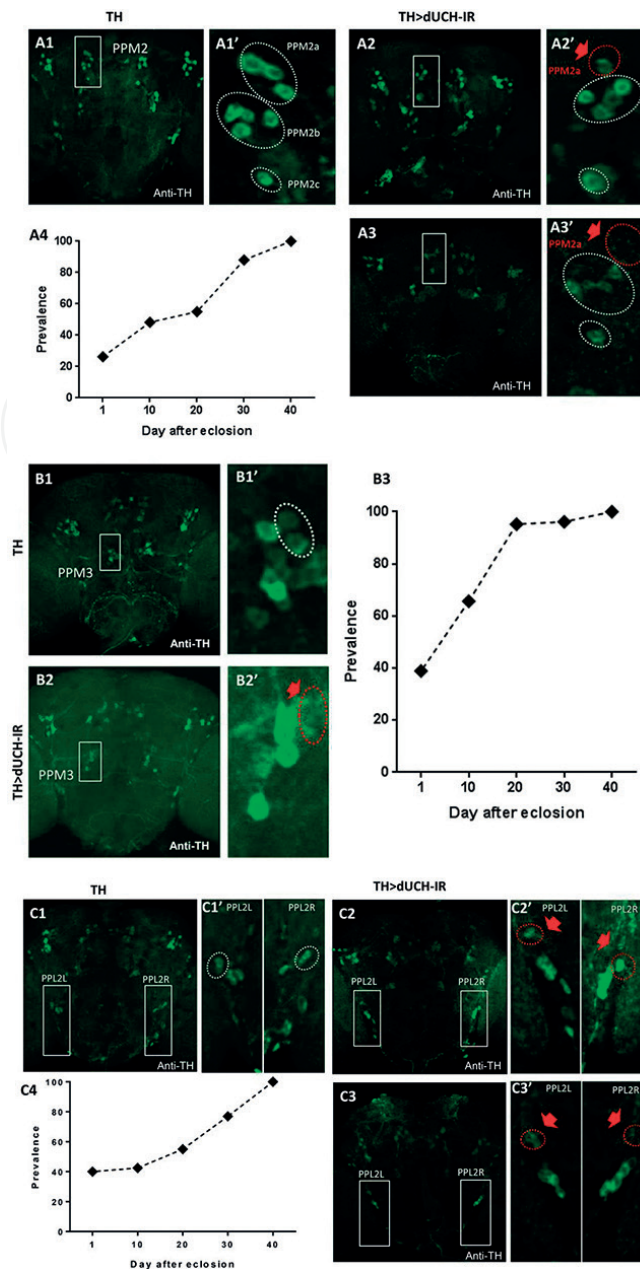 TH
TH>dUCH-IR
A1
PPM2
Anti-TH
A1'
PPM2a
PPM2b
PPM2c
A2
Anti-TH
A2'
PPM2a
A4
Prevalence
100
80
60
40
20
0
1 10 20 30 40
Day after eclosion
A3
Anti-TH
A3'
PPM2a
TH
B1
PPM3
Anti-TH
B1'
TH>dUCH-IR
B2
PPM3
Anti-TH
B2'
B3
Prevalence
100
80
60
40
20
0
1 10 20 30 40
Day after eclosion
TH
TH>dUCH-IR
C1
PPL2L
PPL2R
Anti-TH
C1'
PPL2L
PPL2R
C2
PPL2L
PPL2R
Anti-TH
C2'
PPL2L
PPL2R
C4
Prevalence
100
80
60
40
20
0
1 10 20 30 40
Day after eclosion
C3
PPL2L
PPL2R
Anti-TH
C3'
PPL2L
PPL2R